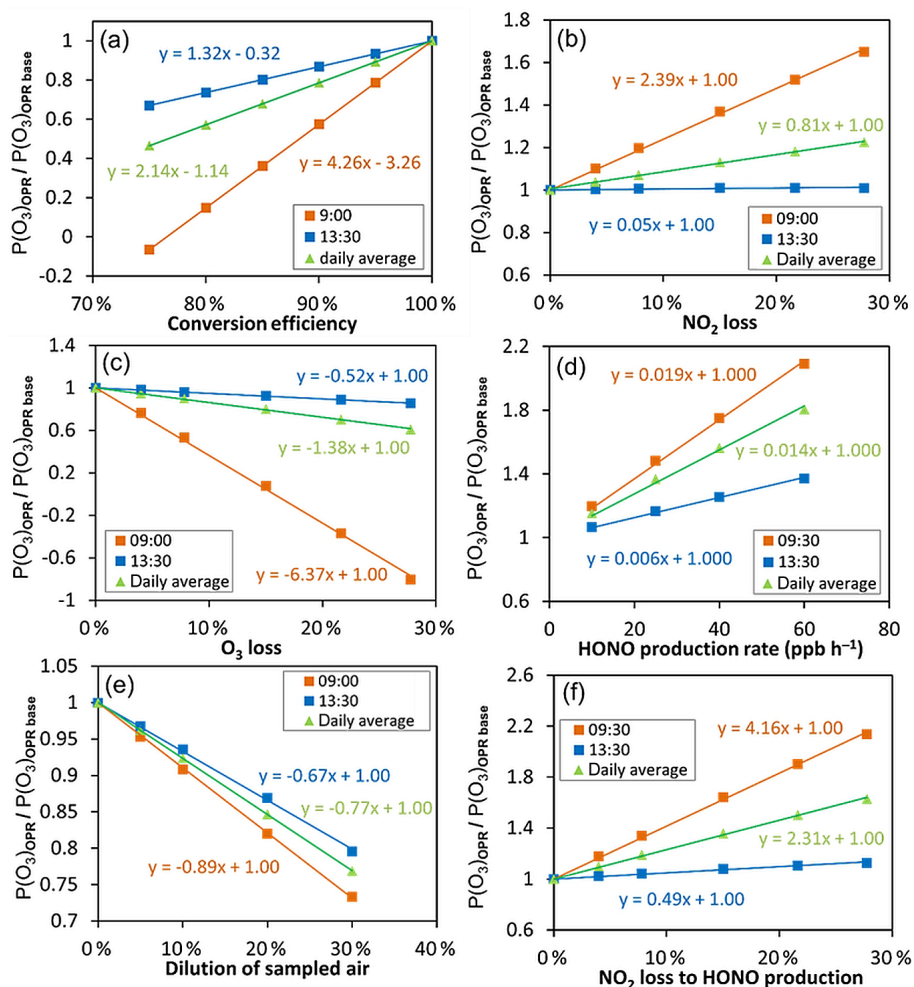 (a)
P(O₃)OPR / P(O₃)OPR base
1
0.8
0.6
0.4
0.2
0
-0.2
y = 1.32x - 0.32
y = 2.14x - 1.14
y = 4.26x - 3.26
9:00
13:30
daily average
70 % 80 % 90 % 100 %
Conversion efficiency
(b)
P(O₃)OPR / P(O₃)OPR base
1.8
1.6
1.4
1.2
1
0.8
0.6
y = 2.39x + 1.00
y = 0.81x + 1.00
y = 0.05x + 1.00
09:00
13:30
Daily average
0 % 10 % 20 % 30 %
NO₂ loss
(c)
P(O₃)OPR / P(O₃)OPR base
1.4
1
0.6
0.2
-0.2
-0.6
-1
y = -0.52x + 1.00
y = -1.38x + 1.00
y = -6.37x + 1.00
09:00
13:30
Daily average
0 % 10 % 20 % 30 %
O₃ loss
(d)
P(O₃)OPR / P(O₃)OPR base
2.2
1.8
1.4
1
0.6
y = 0.019x + 1.000
y = 0.014x + 1.000
y = 0.006x + 1.000
09:30
13:30
Daily average
0 20 40 60 80
HONO production rate (ppb h⁻¹)
(e)
P(O₃)OPR / P(O₃)OPR base
1.05
1
0.95
0.9
0.85
0.8
0.75
0.7
09:30
13:30
Daily average
y = -0.67x + 1.00
y = -0.77x + 1.00
y = -0.89x + 1.00
0 % 10 % 20 % 30 % 40 %
Dilution of sampled air
(f)
P(O₃)OPR / P(O₃)OPR base
2.6
2.2
1.8
1.4
1
0.6
09:30
13:30
Daily average
y = 4.16x + 1.00
y = 2.31x + 1.00
y = 0.49x + 1.00
0 % 10 % 20 % 30 %
NO₂ loss to HONO production